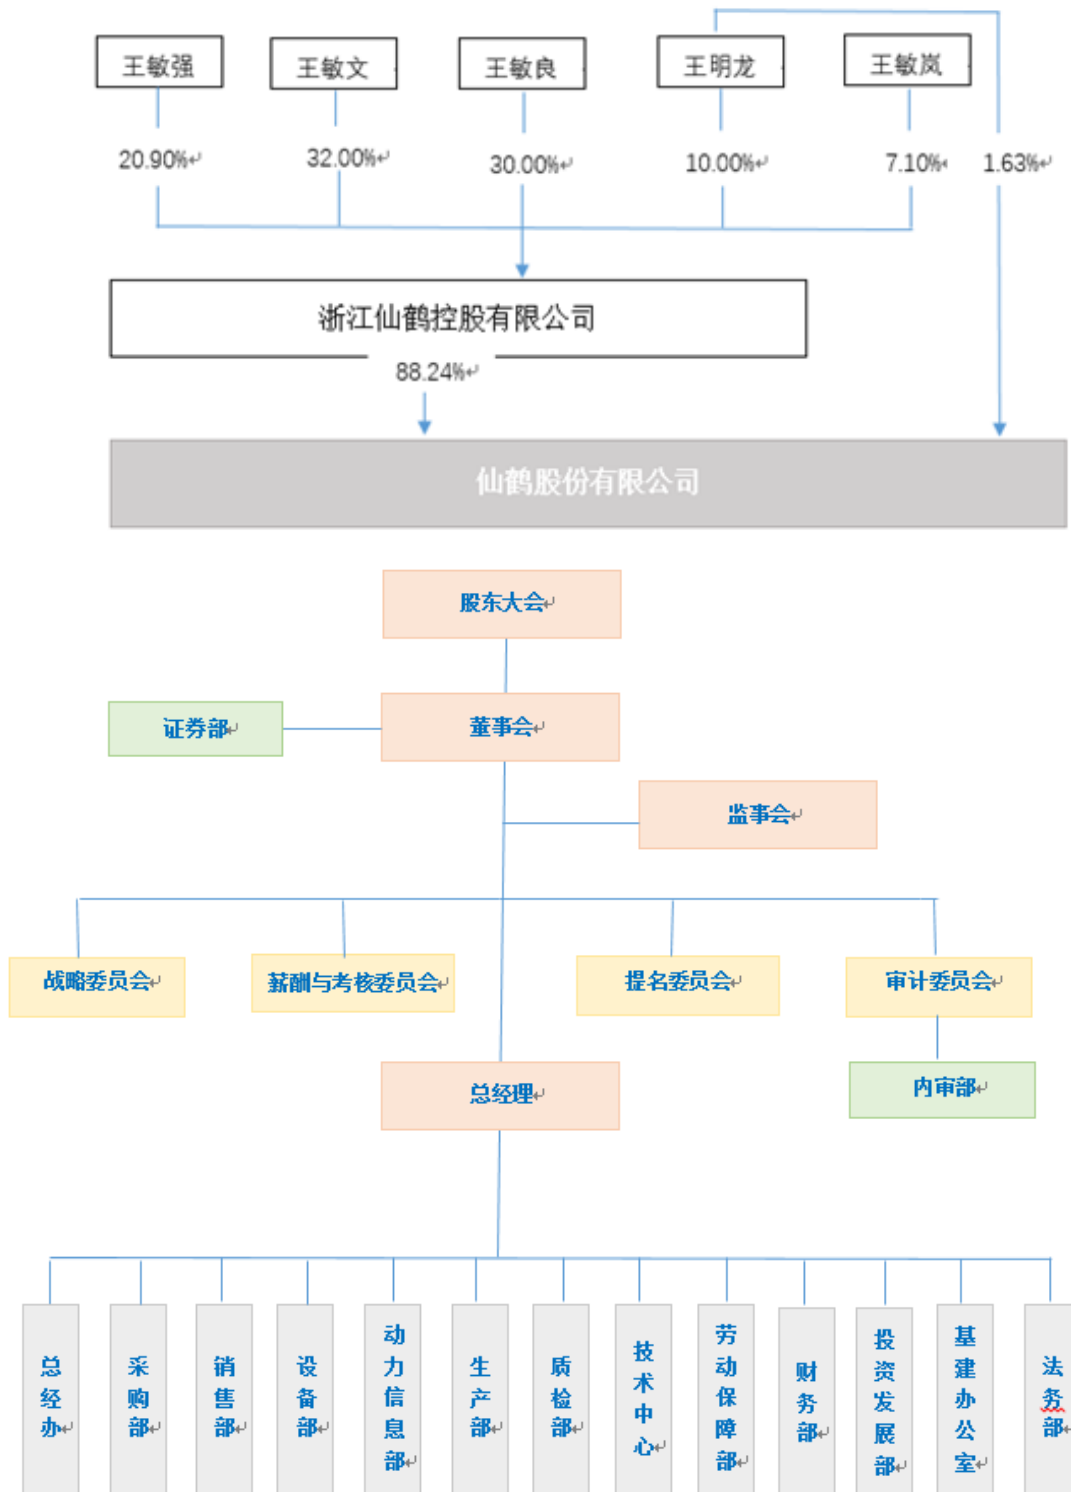 王敏强 王敏文 王敏良 王明龙 王敏岚
20.90% 32.00% 30.00% 10.00% 7.10% 1.63%
浙江仙鹤控股有限公司
88.24%
仙鹤股份有限公司
股东大会
证券部 董事会
监事会
战略委员会 薪酬与考核委员会 提名委员会 审计委员会
总经理 内审部
总经办
采购部
销售部
设备部
动力信息部
生产部
质检部
技术中心
劳动保障部
财务部
投资发展部
基建办公室
法务部